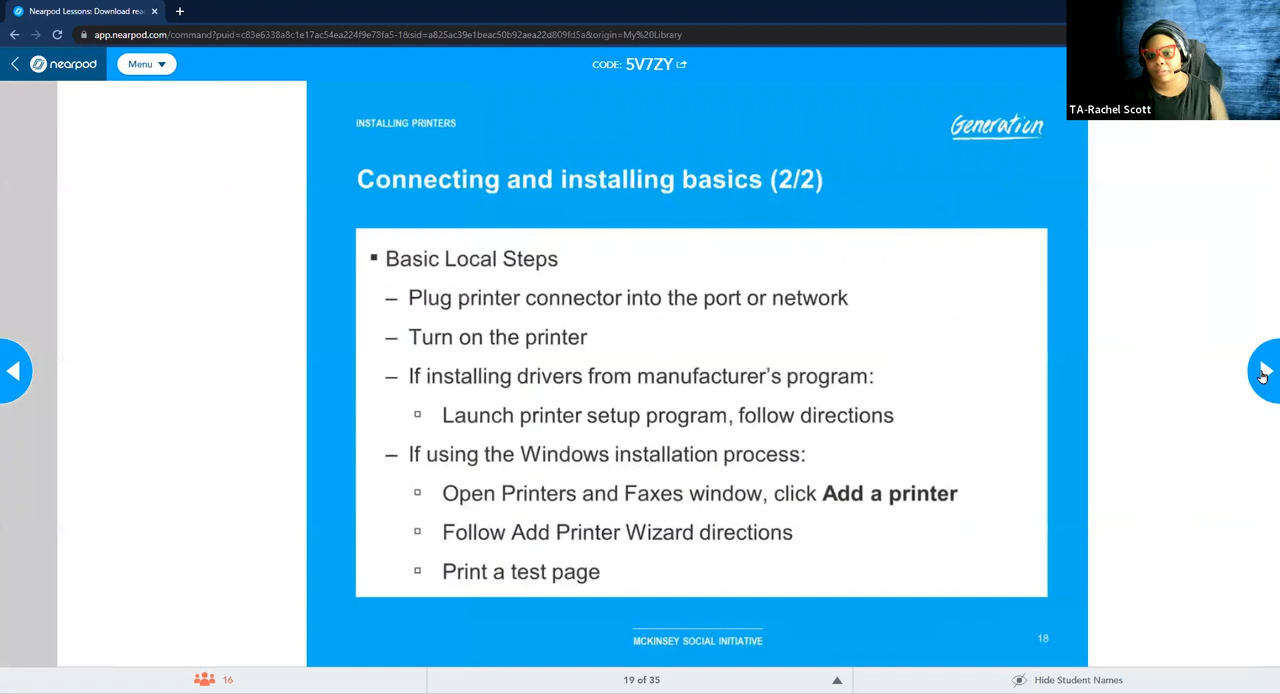 Nearpod Lessons: Download rea
app.nearpod.com/command?puid=c83e6338a8c1e17ac54ea224f9e78fa5-1&sid=a825ac39e1beac50b92aea22d809fd5a&origin=My%20Library
nearpod
Menu
CODE: 5V7ZY
TA-Rachel Scott
INSTALLING PRINTERS
Generation
Connecting and installing basics (2/2)
▪ Basic Local Steps
– Plug printer connector into the port or network
– Turn on the printer
– If installing drivers from manufacturer’s program:
▫ Launch printer setup program, follow directions
– If using the Windows installation process:
▫ Open Printers and Faxes window, click Add a printer
▫ Follow Add Printer Wizard directions
▫ Print a test page
MCKINSEY SOCIAL INITIATIVE
18
16
19 of 35
Hide Student Names